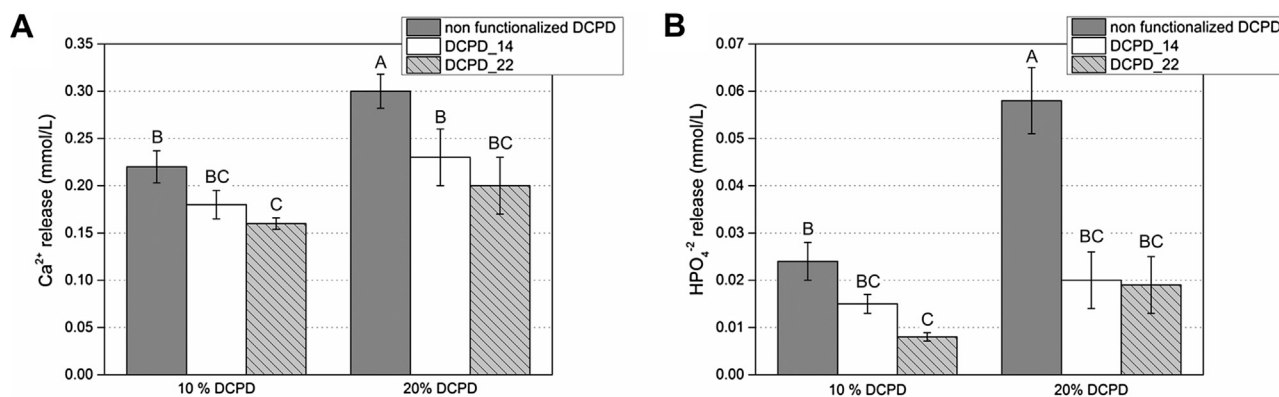 A
non functionalized DCPD
DCPD_14
DCPD_22
Ca2+ release (mmol/L)
0.35
0.30
0.25
0.20
0.15
0.10
0.05
0.00
B
BC
C
A
B
BC
10 % DCPD
20% DCPD
B
non functionalized DCPD
DCPD_14
DCPD_22
HPO4-2 release (mmol/L)
0.07
0.06
0.05
0.04
0.03
0.02
0.01
0.00
B
BC
C
A
BC
BC
10 % DCPD
20% DCPD